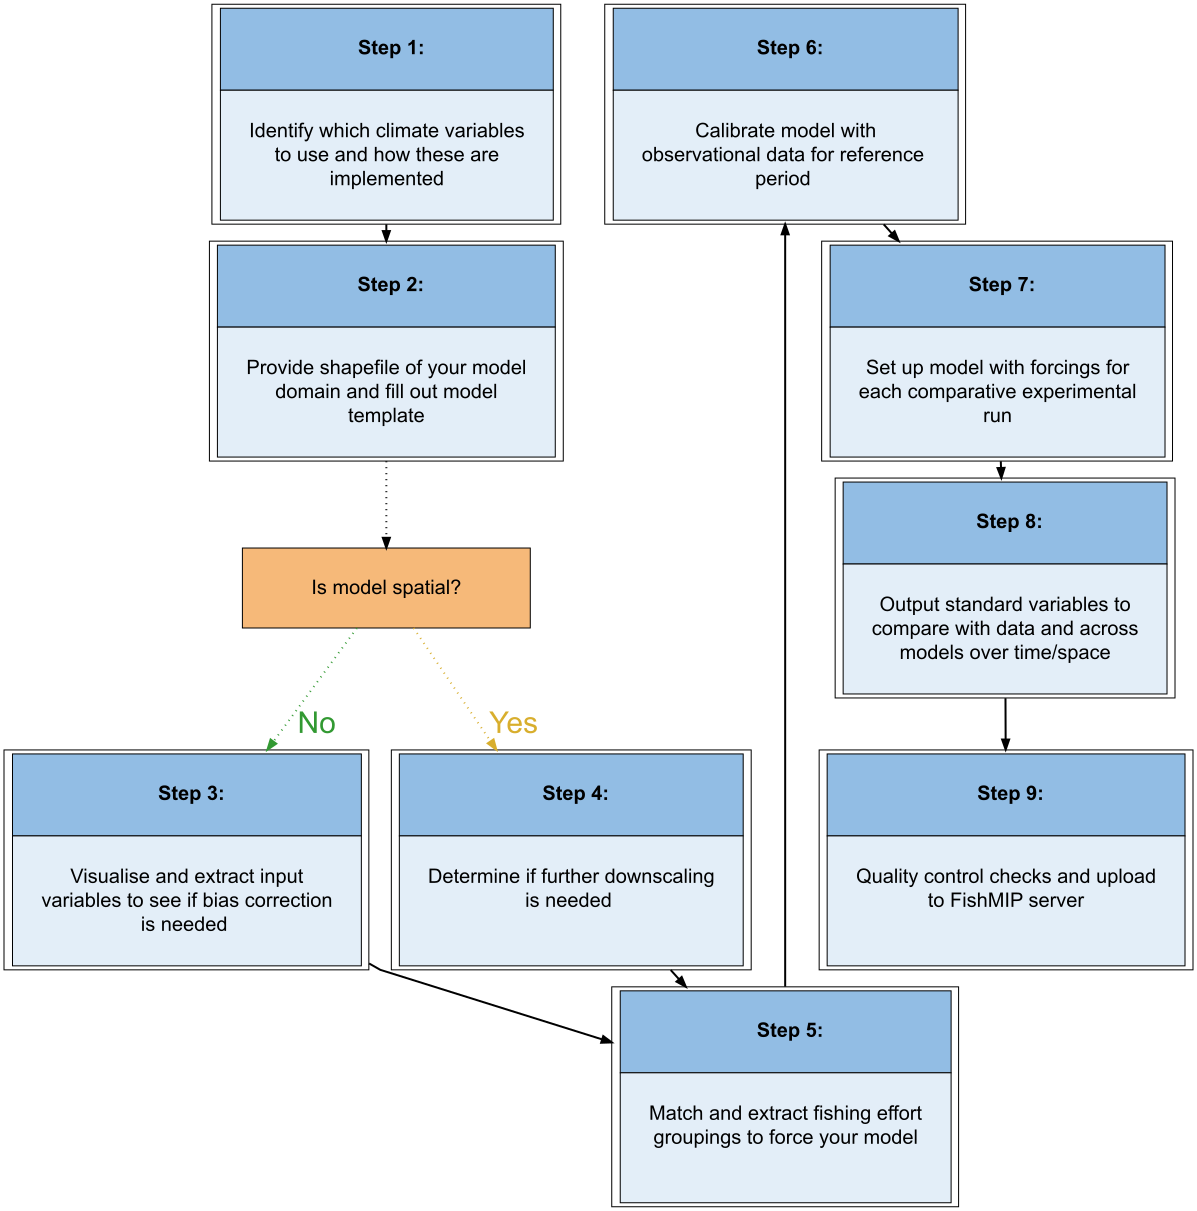 Step 1:
Identify which climate variables
to use and how these are
implemented
Step 2:
Provide shapefile of your model
domain and fill out model
template
Is model spatial?
No
Yes
Step 3:
Visualise and extract input
variables to see if bias correction
is needed
Step 4:
Determine if further downscaling
is needed
Step 5:
Match and extract fishing effort
groupings to force your model
Step 6:
Calibrate model with
observational data for reference
period
Step 7:
Set up model with forcings for
each comparative experimental
run
Step 8:
Output standard variables to
compare with data and across
models over time/space
Step 9:
Quality control checks and upload
to FishMIP server